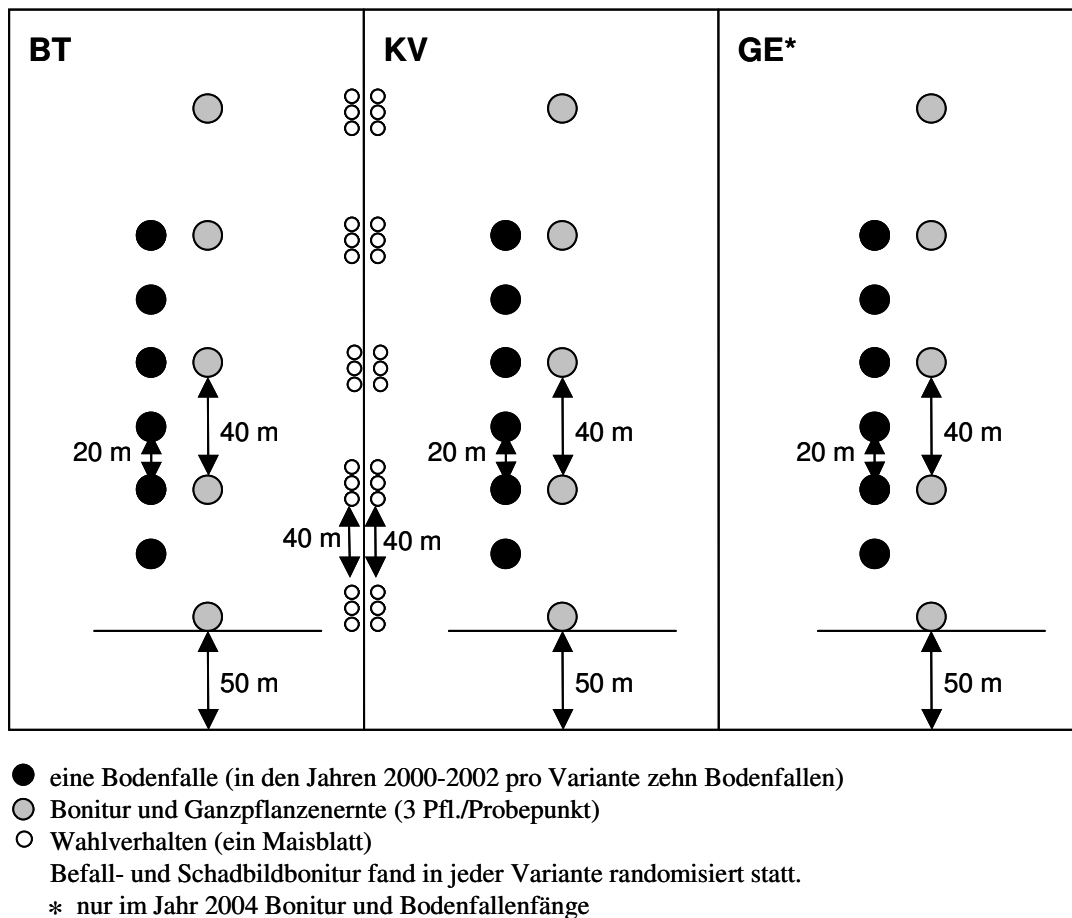 BT KV GE*
40 m 40 m 40 m
20 m 20 m 20 m
40 m 40 m
50 m 50 m 50 m
eine Bodenfalle (in den Jahren 2000-2002 pro Variante zehn Bodenfallen)
Bonitur und Ganzpflanzenernte (3 Pfl./Probepunkt)
Wahlverhalten (ein Maisblatt)
Befall- und Schadbildbonitur fand in jeder Variante randomisiert statt.
* nur im Jahr 2004 Bonitur und Bodenfallenfänge